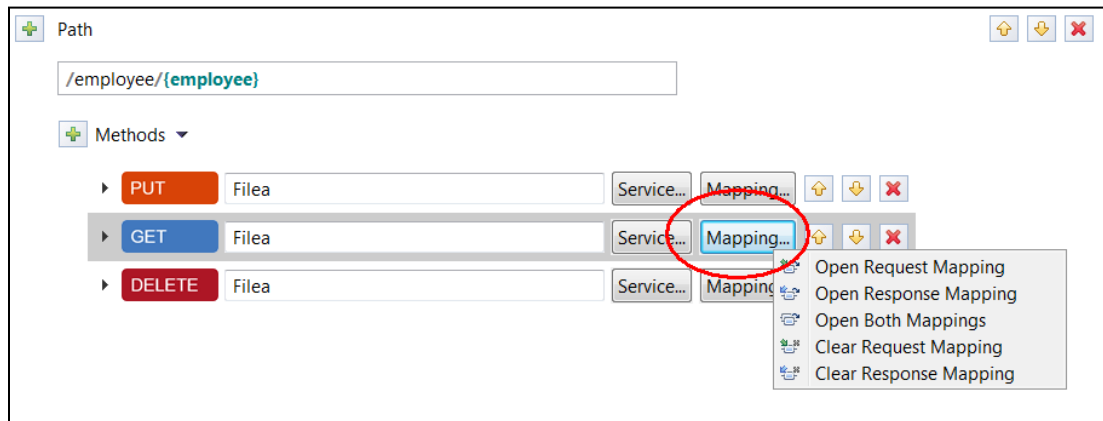 Path
/employee/{employee}
Methods
PUT Filea Service... Mapping...
GET Filea Service... Mapping...
DELETE Filea Service... Mapping
Open Request Mapping
Open Response Mapping
Open Both Mappings
Clear Request Mapping
Clear Response Mapping